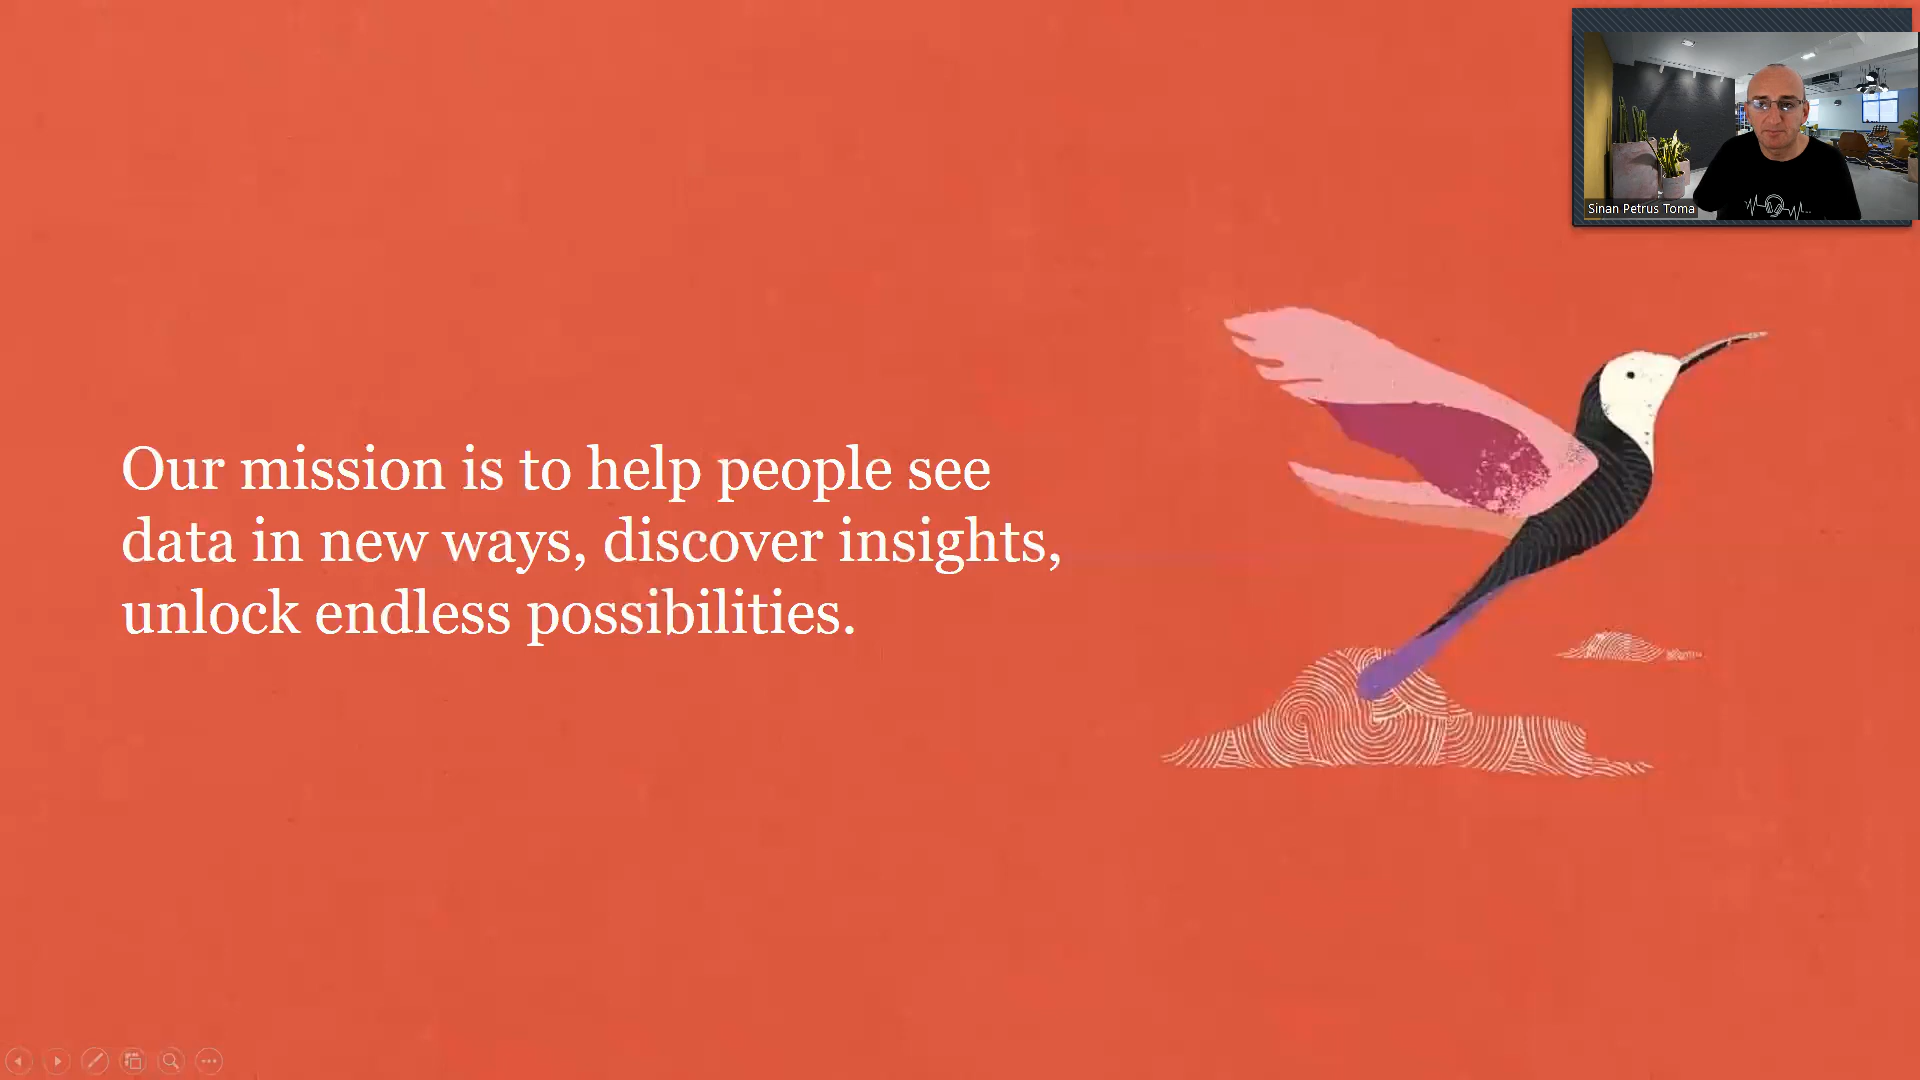 Sinan Petrus Toma
Our mission is to help people see
data in new ways, discover insights,
unlock endless possibilities.